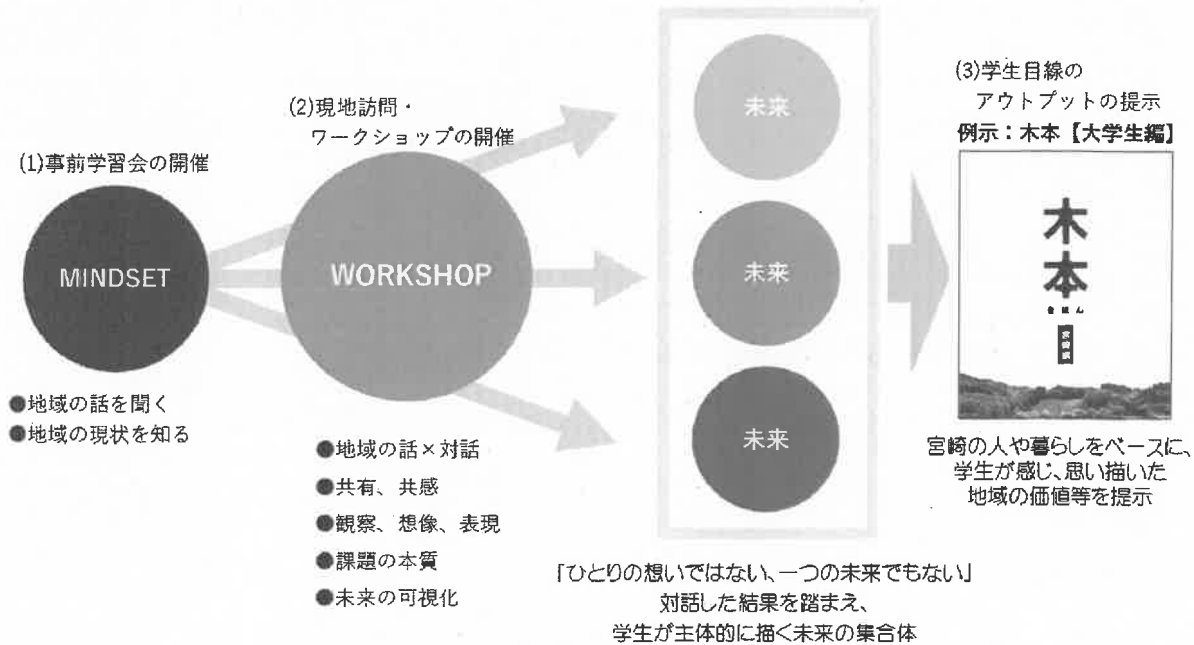 (1)事前学習会の開催
MINDSET
●地域の話を聞く
●地域の現状を知る
(2)現地訪問・
ワークショップの開催
WORKSHOP
●地域の話×対話
●共有、共感
●観察、想像、表現
●課題の本質
●未来の可視化
未来
未来
未来
「ひとりの想いではない、一つの未来でもない」
対話した結果を踏まえ、
学生が主体的に描く未来の集合体
(3)学生目線の
アウトプットの提示
例示：木本【大学生編】
木
本
きほん
宮崎の人や暮らしをベースに、
学生が感じ、思い描いた
地域の価値等を提示